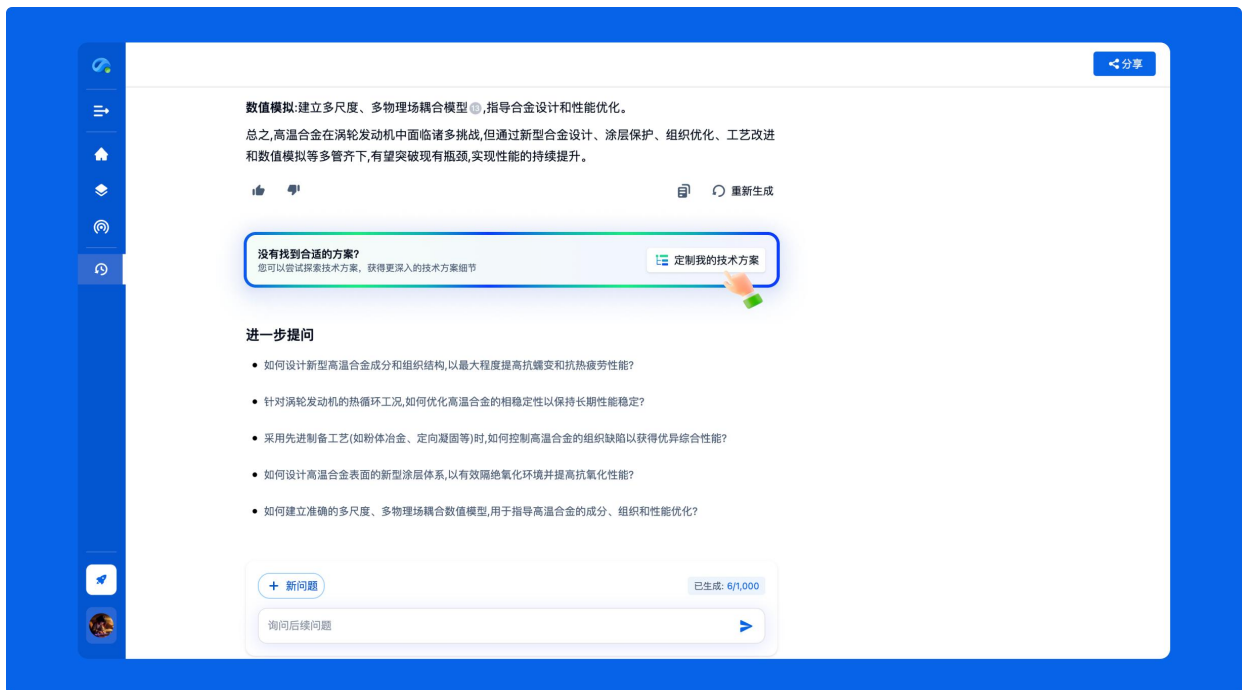 分享
数值模拟:建立多尺度、多物理场耦合模型,指导合金设计和性能优化。
总之,高温合金在涡轮发动机中面临诸多挑战,但通过新型合金设计、涂层保护、组织优化、工艺改进
和数值模拟等多管齐下,有望突破现有瓶颈,实现性能的持续提升。
重新生成
没有找到合适的方案?
您可以尝试探索技术方案，获得更深入的技术方案细节
定制我的技术方案
进一步提问
如何设计新型高温合金成分和组织结构,以最大程度提高抗蠕变和抗热疲劳性能?
针对涡轮发动机的热循环工况,如何优化高温合金的相稳定性以保持长期性能稳定?
采用先进制备工艺(如粉体冶金、定向凝固等)时,如何控制高温合金的组织缺陷以获得优异综合性能?
如何设计高温合金表面的新型涂层体系,以有效隔绝氧化环境并提高抗氧化性能?
如何建立准确的多尺度、多物理场耦合数值模型,用于指导高温合金的成分、组织和性能优化?
+ 新问题
已生成: 6/1,000
询问后续问题